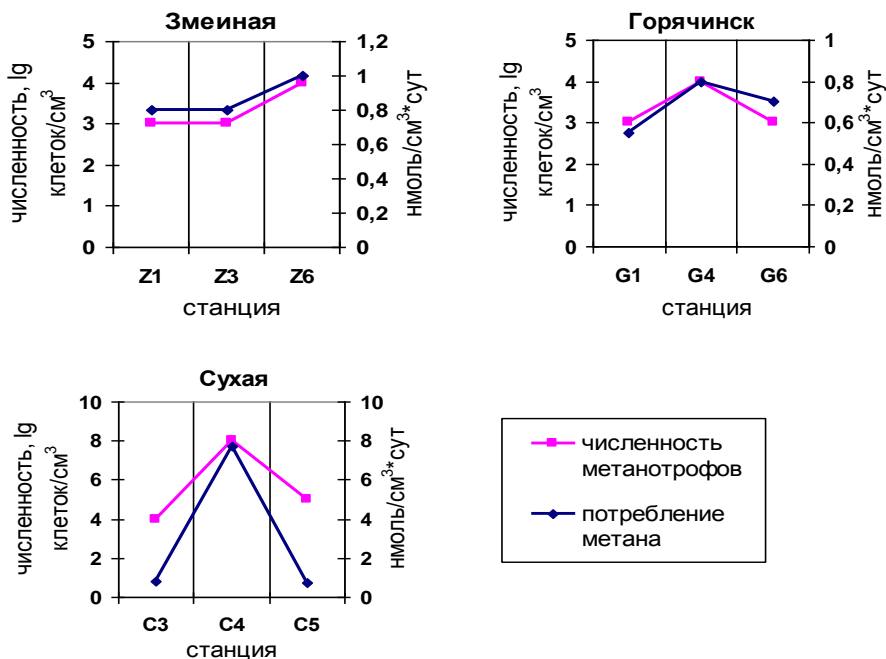 Змеиная
численность, lg
клеток/см³
5
4
3
2
1
0
1,2
1
0,8
0,6
0,4
0,2
0
нмоль/см³*сут
Z1 Z3 Z6
станция
Горячинск
численность, lg
клеток/см³
5
4
3
2
1
0
1
0,8
0,6
0,4
0,2
0
нмоль/см³*сут
G1 G4 G6
станция
Сухая
численность, lg
клеток/см³
10
8
6
4
2
0
10
8
6
4
2
0
нмоль/см³*сут
С3 С4 С5
станция
численность
метанотрофов
потребление
метана